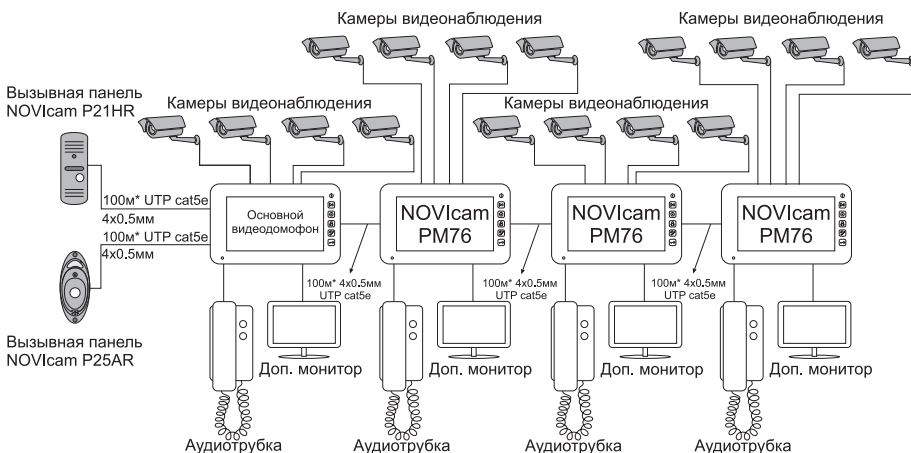 Камеры видеонаблюдения
Камеры видеонаблюдения
Вызывная панель
NOVIcam P21HR
Камеры видеонаблюдения
Камеры видеонаблюдения
100м* UTP cat5e
4x0.5мм
100м* UTP cat5e
4x0.5мм
Основной
видеодомофон
NOVIcam
PM76
NOVIcam
PM76
NOVIcam
PM76
100м* 4x0.5мм
UTP cat5e
100м* 4x0.5мм
UTP cat5e
100м* 4x0.5мм
UTP cat5e
Вызывная панель
NOVIcam P25AR
Доп. монитор
Доп. монитор
Доп. монитор
Доп. монитор
Аудиотрубка
Аудиотрубка
Аудиотрубка
Аудиотрубка